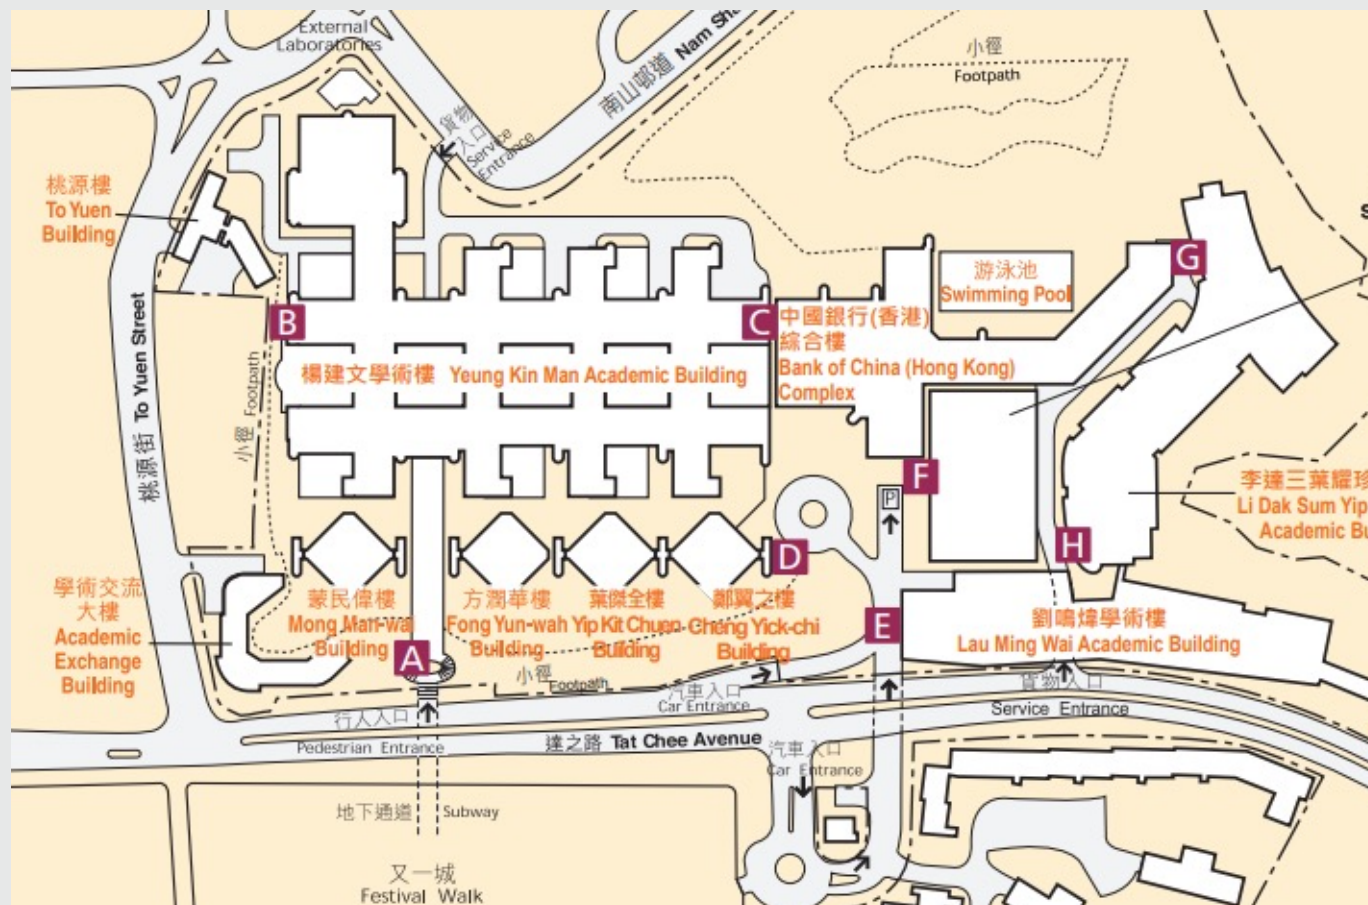 External
Laboratories
貨物
入口
Service
Entrance
南山邨道 Nam Sha
小徑
Footpath
桃源樓
To Yuen
Building
游泳池
Swimming Pool
G
S
B
C
中國銀行(香港)
綜合樓
Bank of China (Hong Kong)
Complex
楊建文學術樓 Yeung Kin Man Academic Building
桃源街 To Yuen Street
小徑 Footpath
F
P
李達三葉耀珍
Li Dak Sum Yip
Academic Bu
H
D
學術交流
大樓
Academic
Exchange
Building
蒙民偉樓
Mong Man-wai
Building
方潤華樓
Fong Yun-wah
Building
葉傑全樓
Yip Kit Chuen
Building
鄭翼之樓
Cheng Yick-chi
Building
E
劉鳴煒學術樓
Lau Ming Wai Academic Building
A
小徑
Footpath
汽車入口
Car Entrance
貨物入口
Service Entrance
行人入口
Pedestrian Entrance
達之路 Tat Chee Avenue
汽車入口
Car Entrance
地下通道
Subway
又一城
Festival Walk